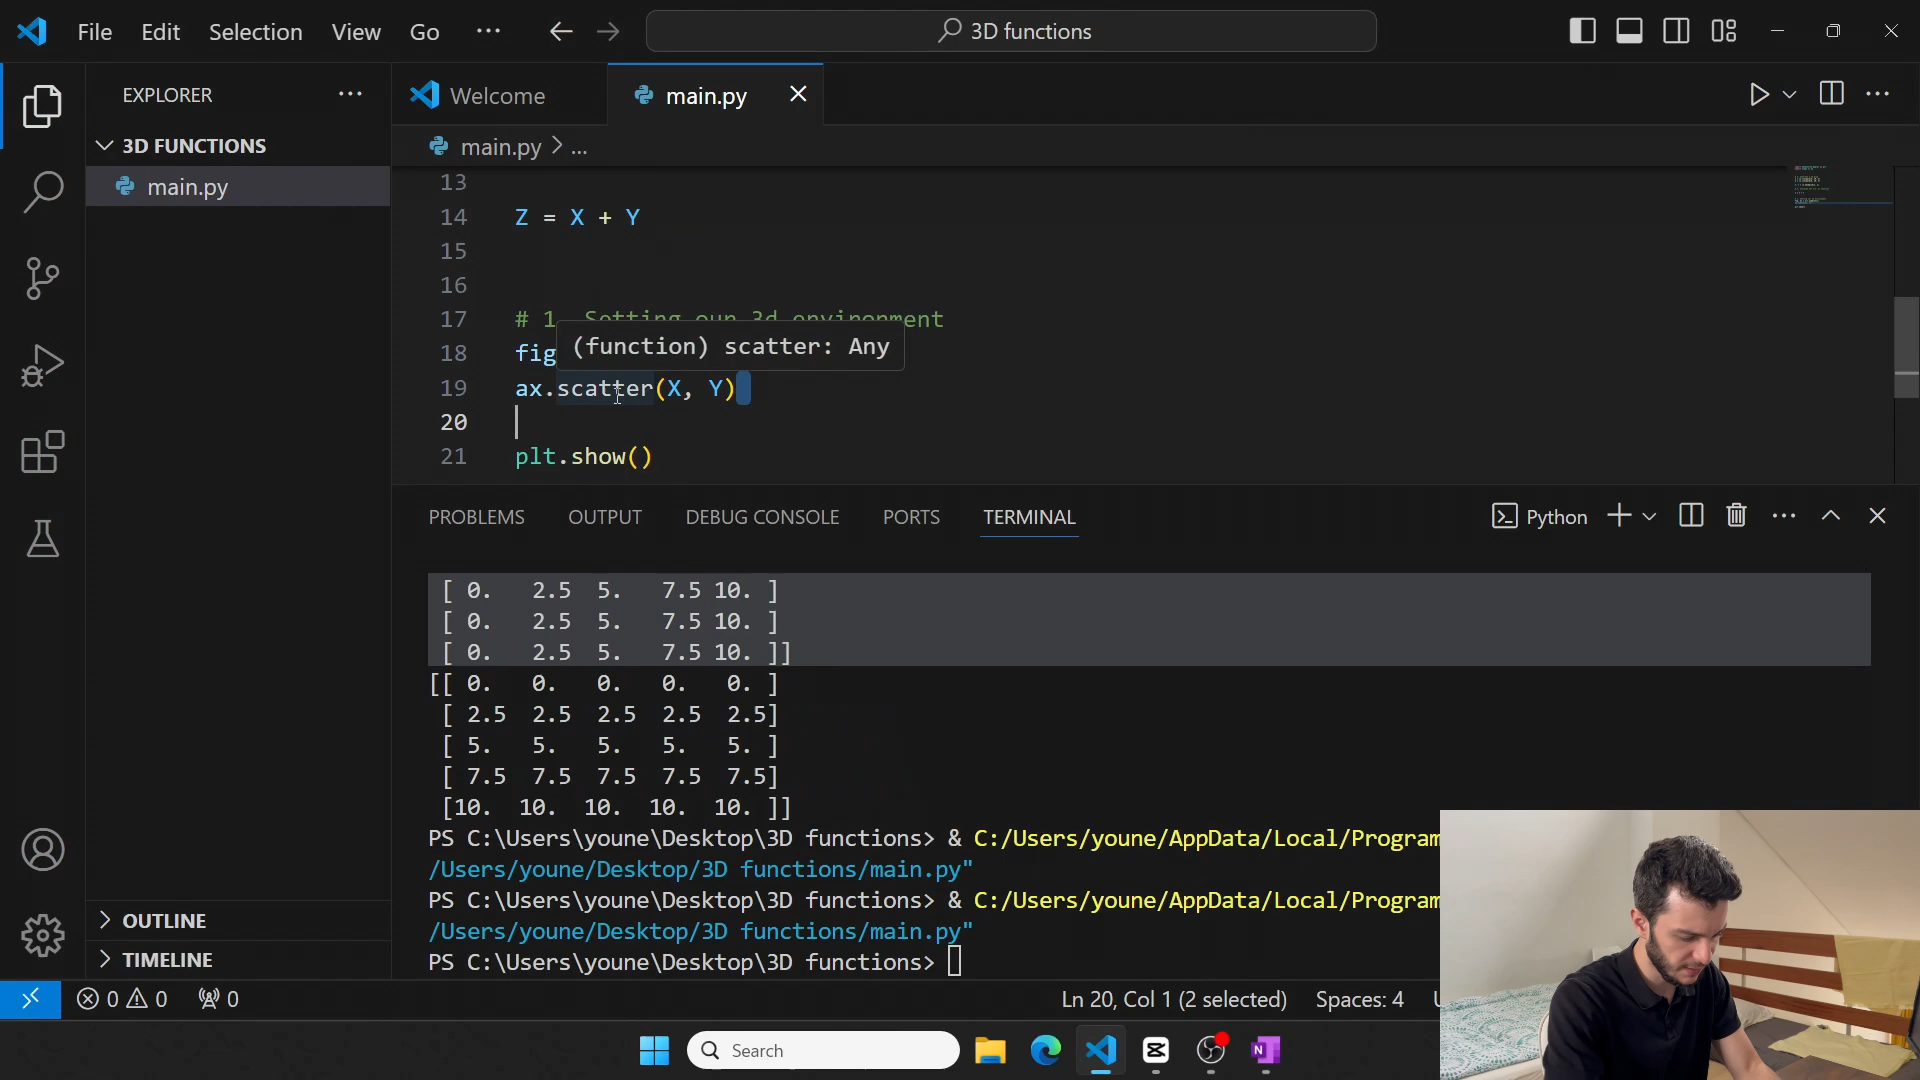 File Edit Selection View Go ... 3D functions
EXPLORER ...
3D FUNCTIONS
main.py
Welcome
main.py
main.py > ...
13
14 Z = X + Y
15
16
17 # 1. Setting our 3d environment
18 fig
(function) scatter: Any
19 ax.scatter(X, Y)
20
21 plt.show()
PROBLEMS OUTPUT DEBUG CONSOLE PORTS TERMINAL Python
[ 0. 2.5 5. 7.5 10. ]
[ 0. 2.5 5. 7.5 10. ]
[ 0. 2.5 5. 7.5 10. ]]
[[ 0. 0. 0. 0. 0. ]
[ 2.5 2.5 2.5 2.5 2.5]
[ 5. 5. 5. 5. 5. ]
[ 7.5 7.5 7.5 7.5 7.5]
[10. 10. 10. 10. 10. ]]
PS C:\Users\youne\Desktop\3D functions> & C:/Users/youne/AppData/Local/Program
/Users/youne/Desktop/3D functions/main.py"
PS C:\Users\youne\Desktop\3D functions> & C:/Users/youne/AppData/Local/Program
/Users/youne/Desktop/3D functions/main.py"
PS C:\Users\youne\Desktop\3D functions>
OUTLINE
TIMELINE
0 0 0 Ln 20, Col 1 (2 selected) Spaces: 4
Search